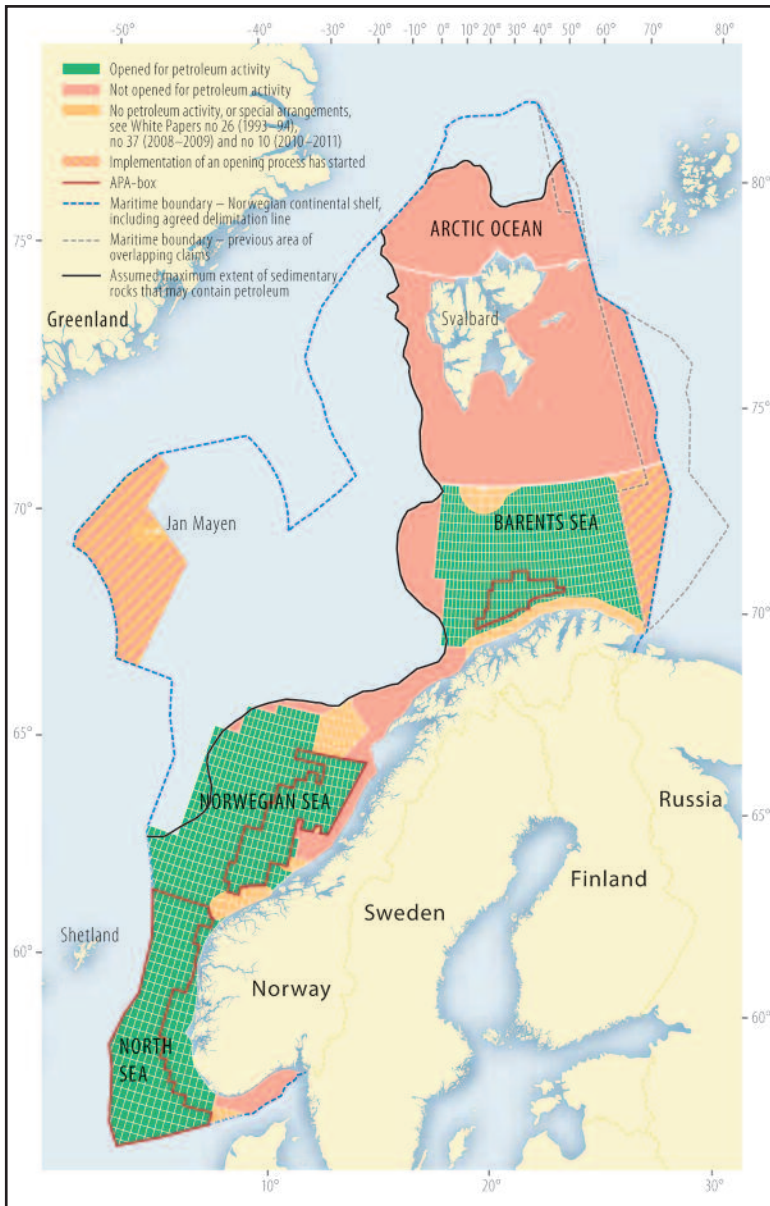 -50° -40° -30° -20° -10° 0° 10° 20° 30° 40° 50° 60° 70° 80°
Opened for petroleum activity
Not opened for petroleum activity
No petroleum activity, or special arrangements,
see White Papers no 26 (1993–94),
no 37 (2008–2009) and no 10 (2010–2011)
Implementation of an opening process has started
APA-box
Maritime boundary – Norwegian continental shelf,
including agreed delimitation line
Maritime boundary – previous area of
overlapping claims
Assumed maximum extent of sedimentary
rocks that may contain petroleum
80°
ARCTIC OCEAN
75°
Greenland
Svalbard
75°
70°
Jan Mayen
BARENTS SEA
70°
65°
NORWEGIAN SEA
Russia
65°
Finland
Sweden
Shetland
60°
Norway
60°
NORTH
SEA
10° 20° 30°